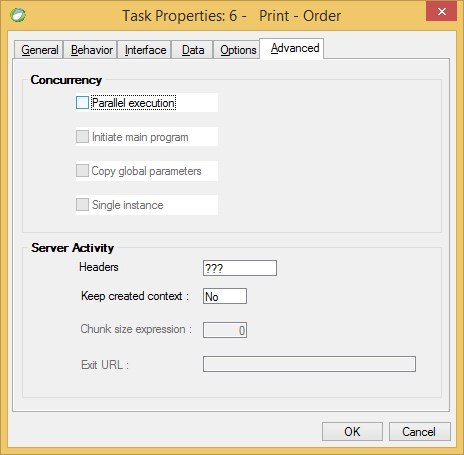 Task Properties: 6 -   Print - Order
General Behavior Interface Data Options Advanced
Concurrency
Parallel execution
Initiate main program
Copy global parameters
Single instance
Server Activity
Headers ???
Keep created context : No
Chunk size expression : 0
Exit URL :
OK Cancel